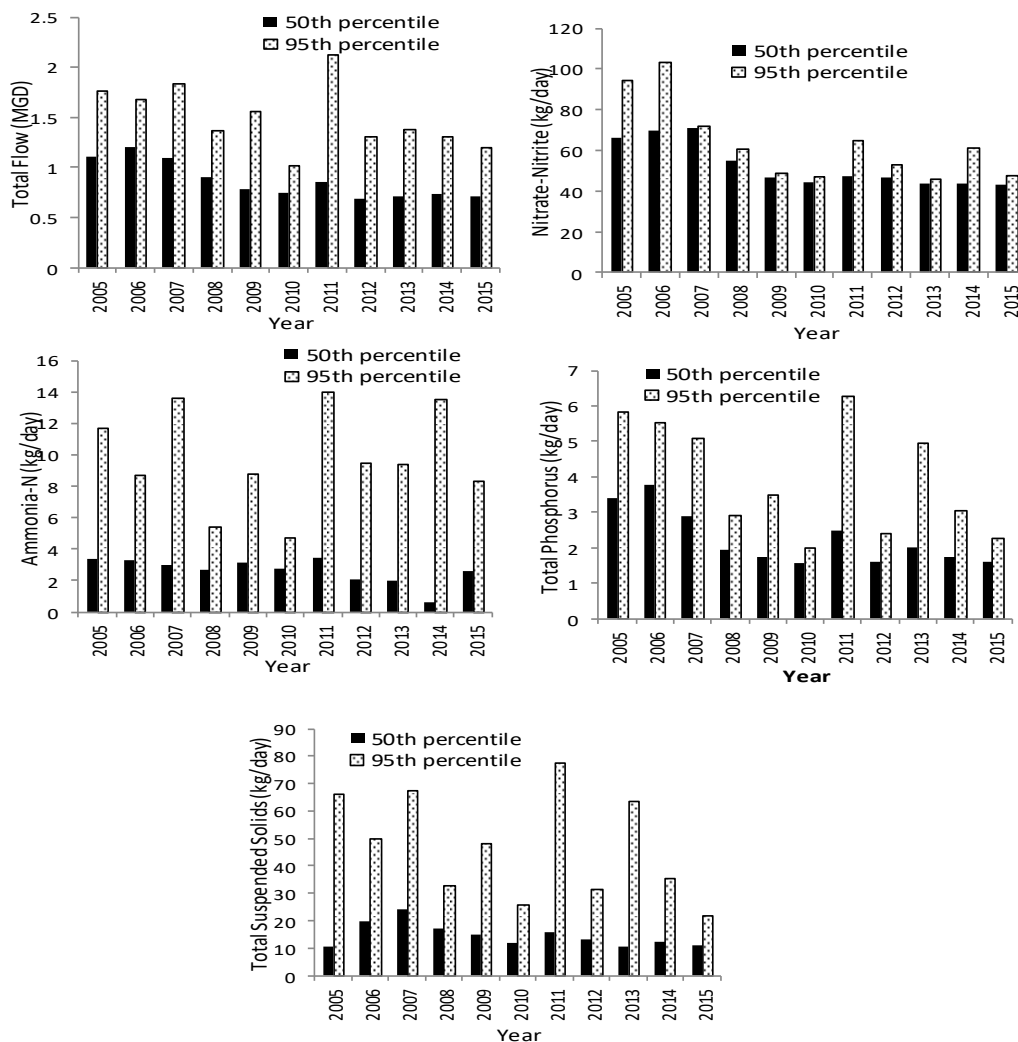 50th percentile
95th percentile
Total Flow (MGD)
2.5
2
1.5
1
0.5
0
2005 2006 2007 2008 2009 2010 2011 2012 2013 2014 2015
Year
50th percentile
95th percentile
Nitrate-Nitrite (kg/day)
120
100
80
60
40
20
0
2005 2006 2007 2008 2009 2010 2011 2012 2013 2014 2015
Year
50th percentile
95th percentile
Ammonia-N (kg/day)
16
14
12
10
8
6
4
2
0
2005 2006 2007 2008 2009 2010 2011 2012 2013 2014 2015
Year
50th percentile
95th percentile
Total Phosphorus (kg/day)
7
6
5
4
3
2
1
0
2005 2006 2007 2008 2009 2010 2011 2012 2013 2014 2015
Year
50th percentile
95th percentile
Total Suspended Solids (kg/day)
90
80
70
60
50
40
30
20
10
0
2005 2006 2007 2008 2009 2010 2011 2012 2013 2014 2015
Year